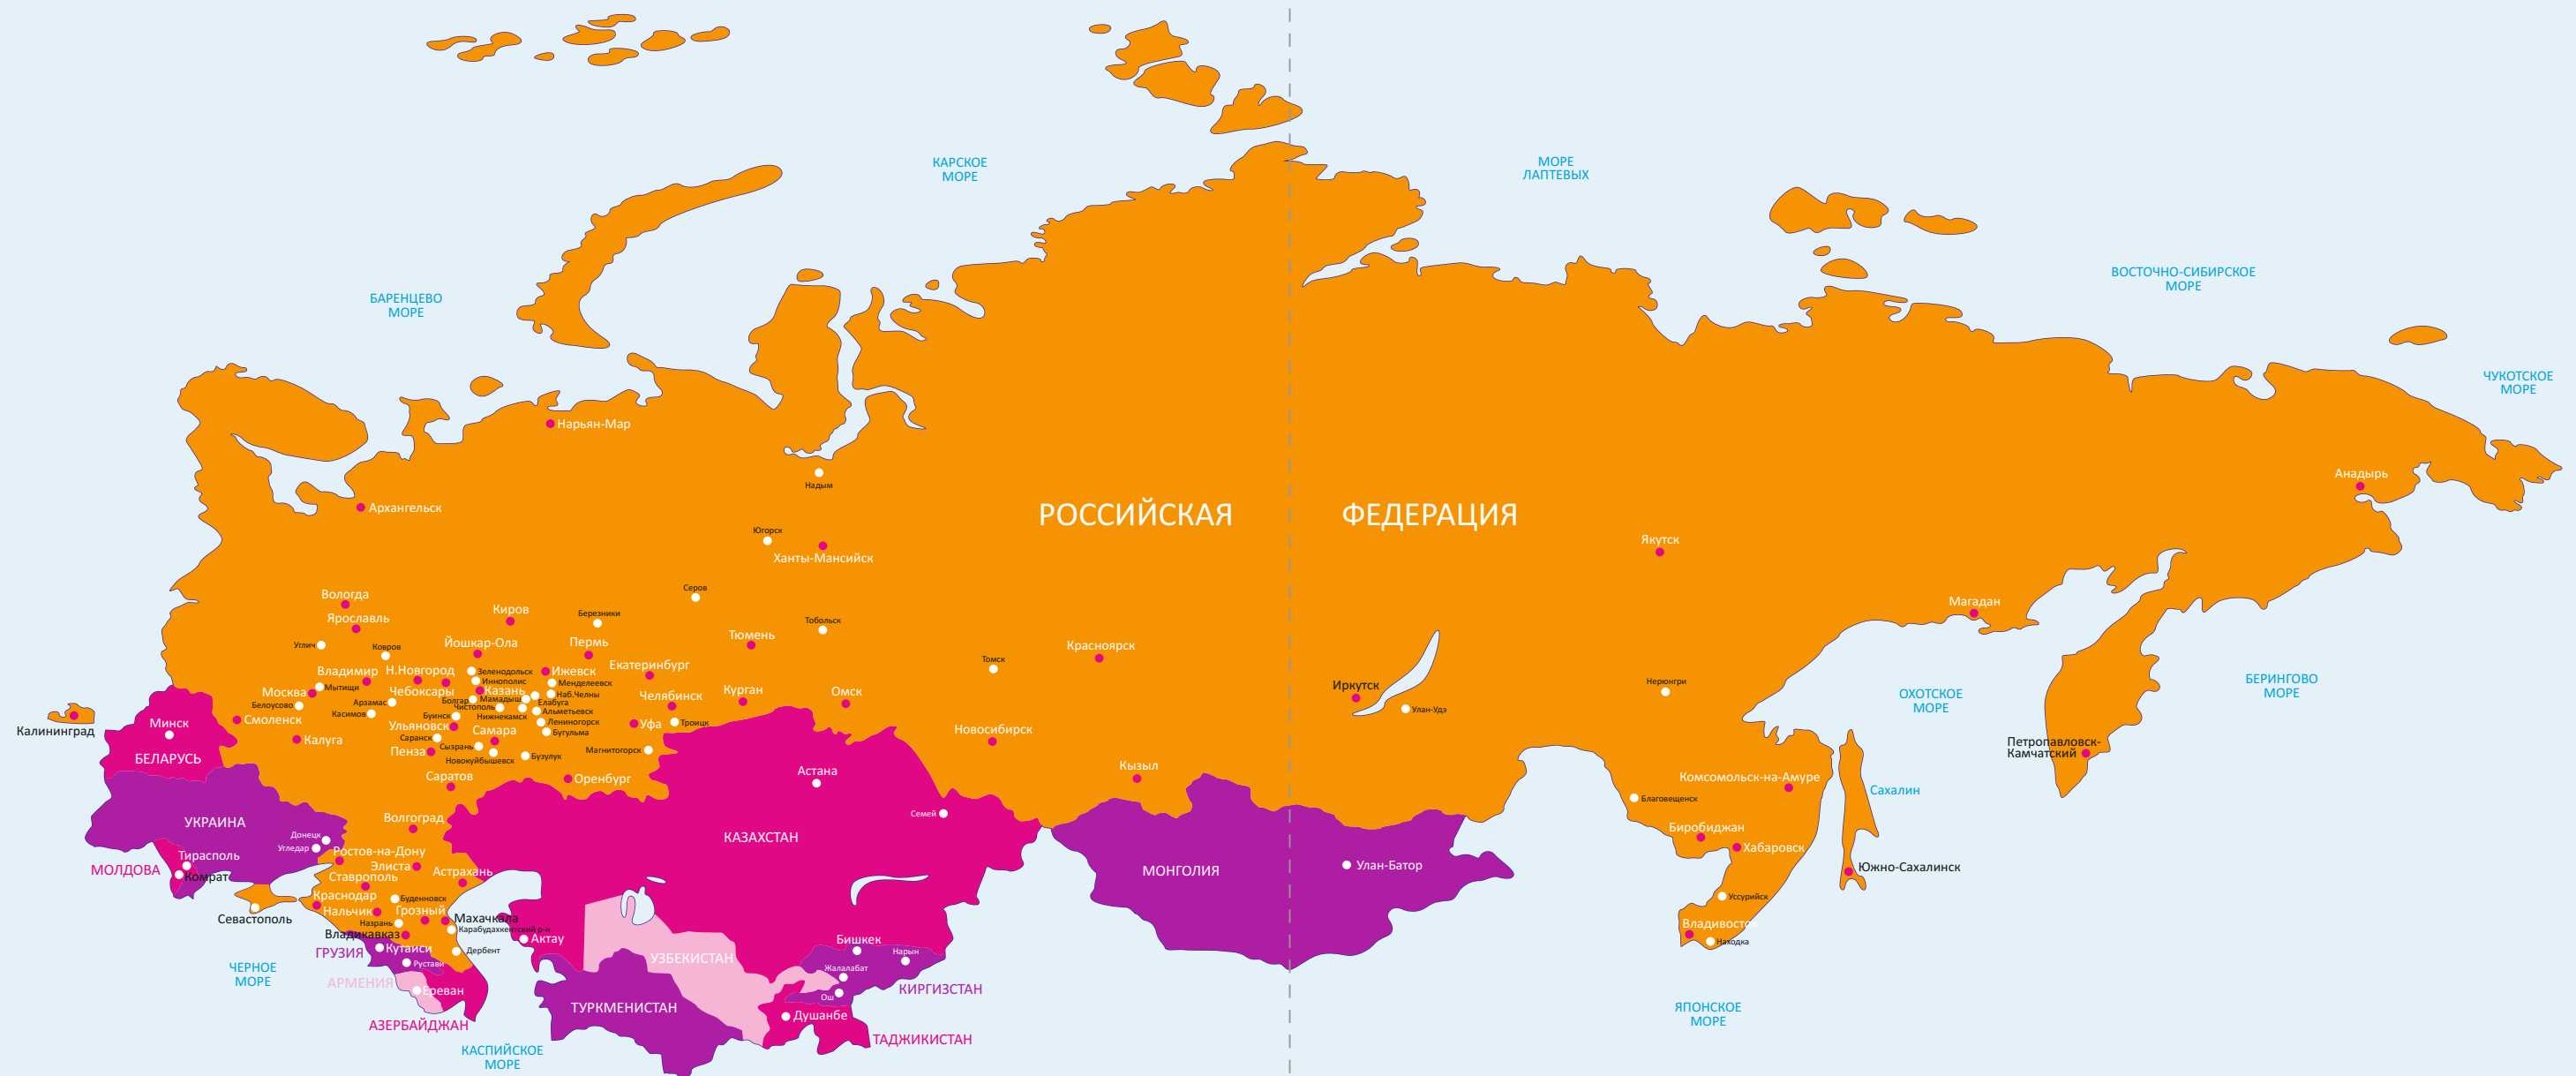 КАРСКОЕ
МОРЕ
МОРЕ
ЛАПТЕВЫХ
ВОСТОЧНО-СИБИРСКОЕ
МОРЕ
БАРЕНЦЕВО
МОРЕ
ЧУКОТСКОЕ
МОРЕ
Нарьян-Мар
Надым
Анадырь
Архангельск
РОССИЙСКАЯ
ФЕДЕРАЦИЯ
Югорск
Ханты-Мансийск
Якутск
Серов
Вологда
Магадан
Киров
Березники
Ярославль
Тобольск
Тюмень
Углич
Ковров
Йошкар-Ола
Пермь
Красноярск
Томск
Владимир
Н.Новгород
Зеленодольск
Ижевск
Екатеринбург
Иннополис
Менделеевск
Нерюнгри
БЕРИНГОВО
МОРЕ
Москва
Мытищи
Чебоксары
Казань
Наб.Челны
Челябинск
Курган
Омск
Иркутск
ОХОТСКОЕ
МОРЕ
Белоусово
Арзамас
Болгар
Мамадыш
Елабуга
Чистополь
Альметьевск
Улан-Удэ
Касимов
Буинск
Нижнекамск
Смоленск
Лениногорск
Уфа
Троицк
Минск
Калининград
Ульяновск
Самара
Бугульма
Новосибирск
Калуга
Саранск
Сызрань
Петропавловск-
Камчатский
Пенза
Магнитогорск
БЕЛАРУСЬ
Новокуйбышевск
Бузулук
Кызыл
Саратов
Оренбург
Астана
Комсомольск-на-Амуре
Сахалин
Благовещенск
Семей
УКРАИНА
Волгоград
Биробиджан
Донецк
КАЗАХСТАН
Угледар
Ростов-на-Дону
Хабаровск
Тирасполь
Элиста
Улан-Батор
МОЛДОВА
Астрахань
МОНГОЛИЯ
Южно-Сахалинск
Комрат
Ставрополь
Краснодар
Буденновск
Уссурийск
Нальчик
Грозный
Севастополь
Махачкала
Назрань
Владивосток
Карабудахкентский р-н
Владикавказ
Актау
Бишкек
Находка
ГРУЗИЯ
Кутаиси
Дербент
Нарын
УЗБЕКИСТАН
Рустави
Жалалабат
ЧЕРНОЕ
МОРЕ
АРМЕНИЯ
Ереван
Ош
КИРГИЗСТАН
ТУРКМЕНИСТАН
ЯПОНСКОЕ
МОРЕ
Душанбе
АЗЕРБАЙДЖАН
ТАДЖИКИСТАН
КАСПИЙСКОЕ
МОРЕ